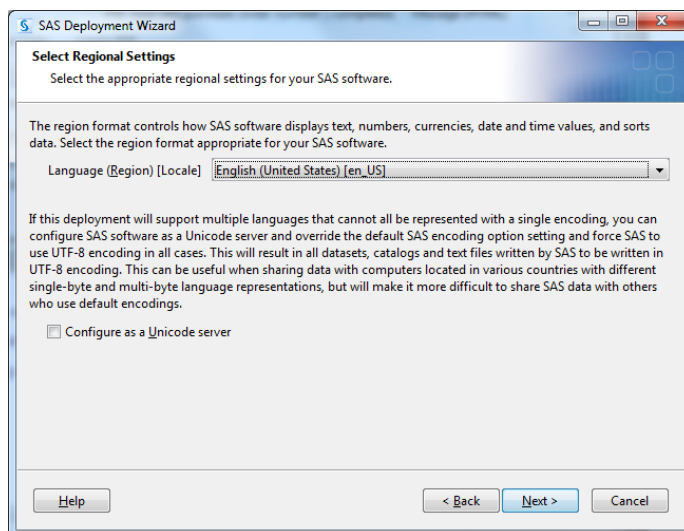 SAS Deployment Wizard
Select Regional Settings
Select the appropriate regional settings for your SAS software.
The region format controls how SAS software displays text, numbers, currencies, date and time values, and sorts
data. Select the region format appropriate for your SAS software.
Language (Region) [Locale] English (United States) [en_US]
If this deployment will support multiple languages that cannot all be represented with a single encoding, you can
configure SAS software as a Unicode server and override the default SAS encoding option setting and force SAS to
use UTF-8 encoding in all cases. This will result in all datasets, catalogs and text files written by SAS to be written in
UTF-8 encoding. This can be useful when sharing data with computers located in various countries with different
single-byte and multi-byte language representations, but will make it more difficult to share SAS data with others
who use default encodings.
Configure as a Unicode server
Help < Back Next > Cancel